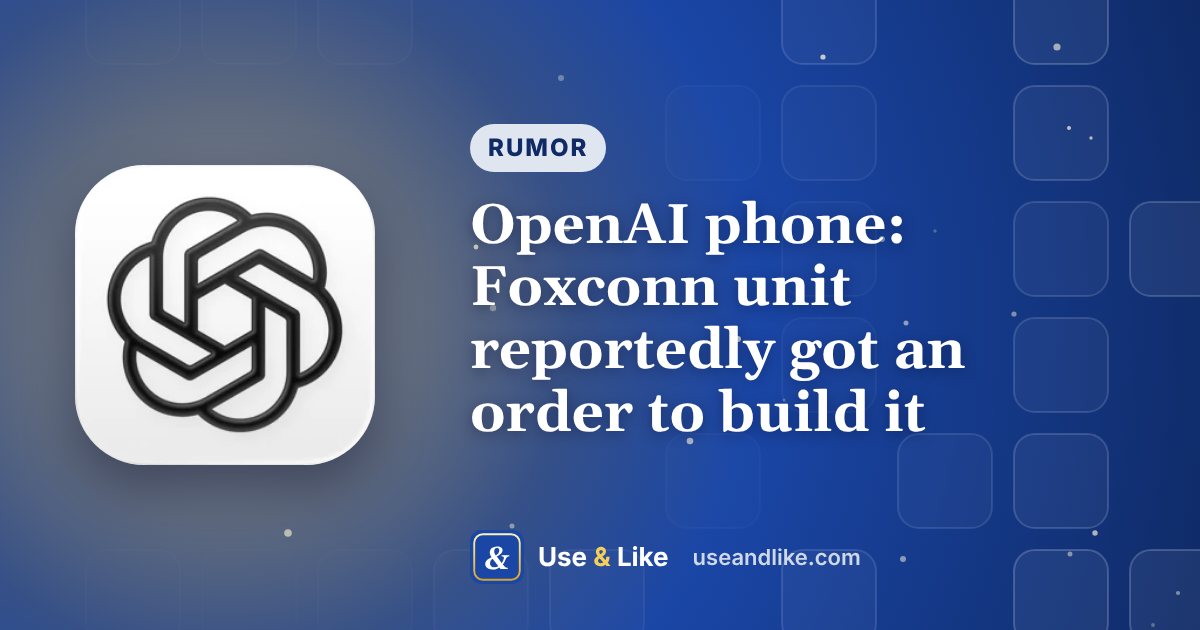 RUMOR
OpenAI phone:
Foxconn unit
reportedly got an
order to build it
& Use & Like useandlike.com